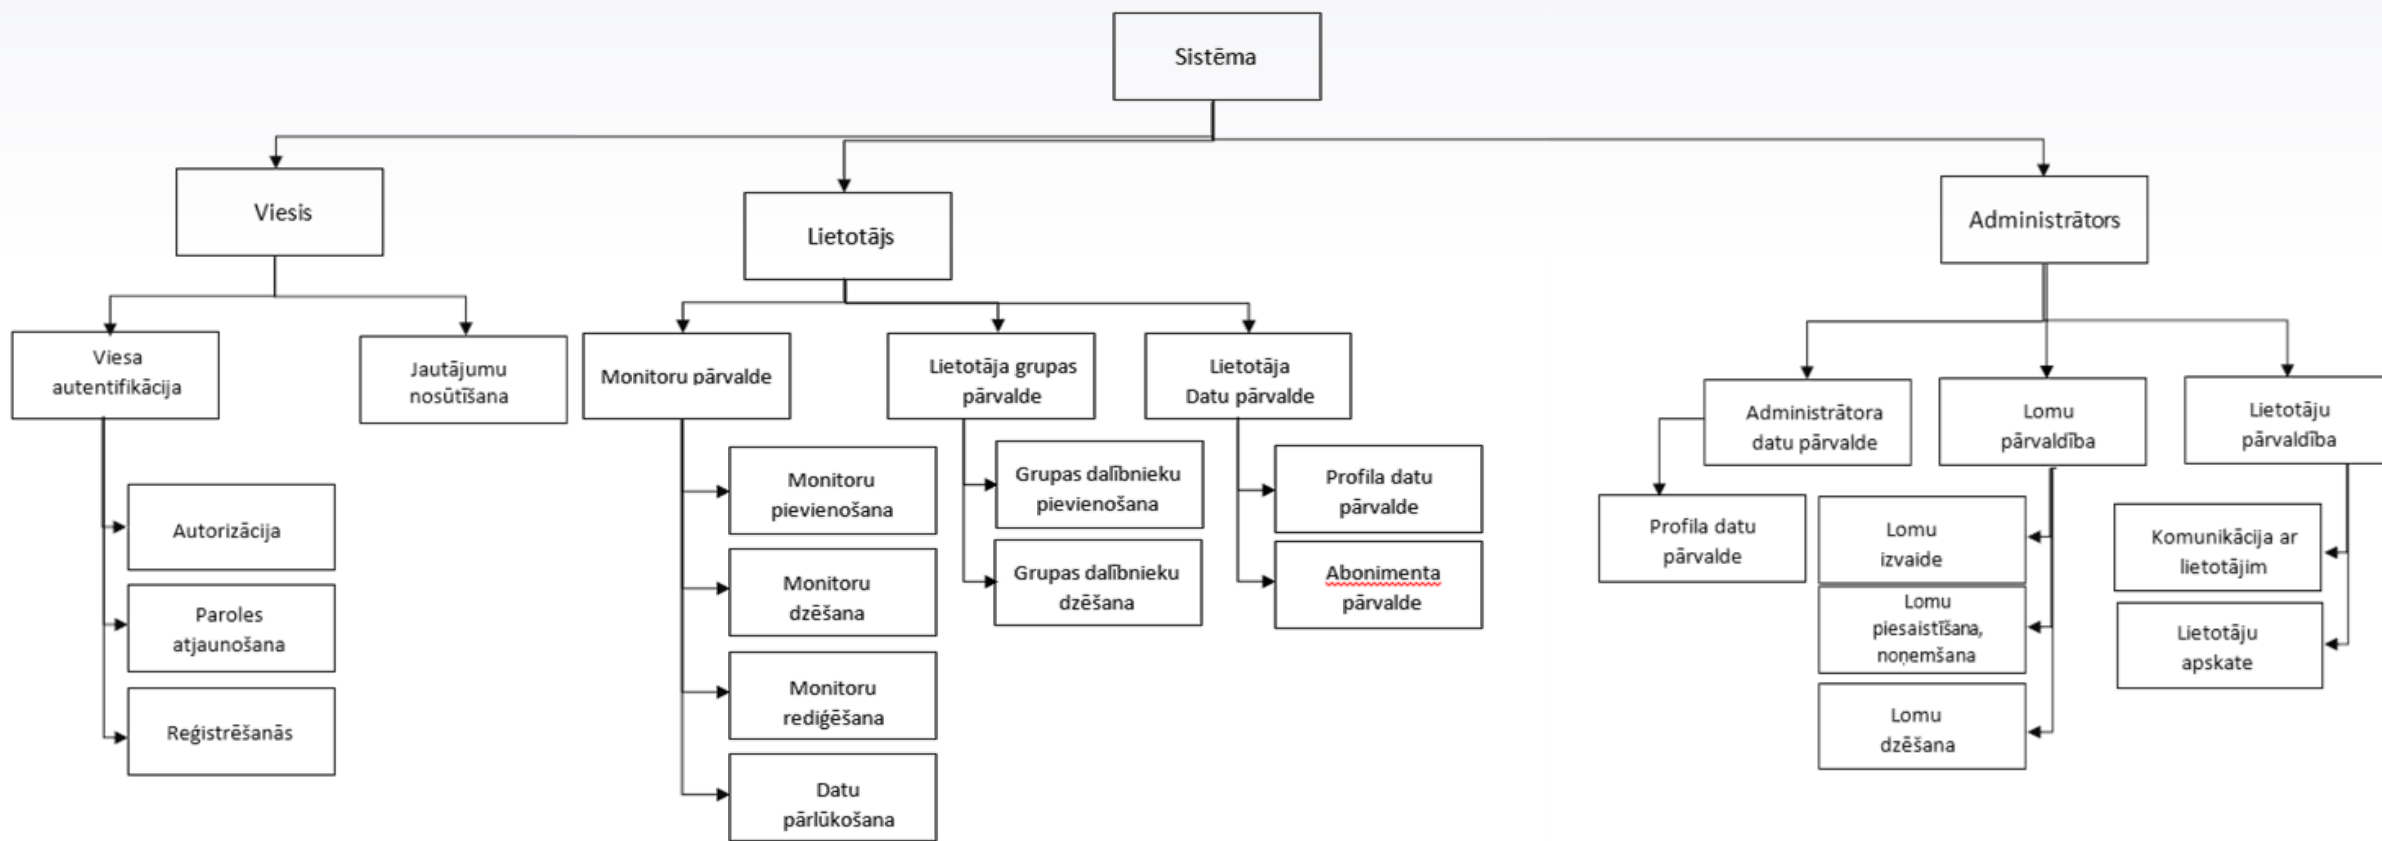 Sistēma
Viesis
Lietotājs
Administrātors
Viesa
autentifikācija
Jautājumu
nosūtīšana
Monitoru pārvalde
Lietotāja grupas
pārvalde
Lietotāja
Datu pārvalde
Administrātora
datu pārvalde
Lomu
pārvaldība
Lietotāju
pārvaldība
Autorizācija
Paroles
atjaunošana
Reģistrēšanās
Monitoru
pievienošana
Monitoru
dzēšana
Monitoru
rediģēšana
Datu
pārlūkošana
Grupas dalībnieku
pievienošana
Grupas dalībnieku
dzēšana
Profila datu
pārvalde
Abonimenta
pārvalde
Profila datu
pārvalde
Lomu
izvaide
Lomu
piesaistīšana,
noņemšana
Lomu
dzēšana
Komunikācija ar
lietotājim
Lietotāju
apskate